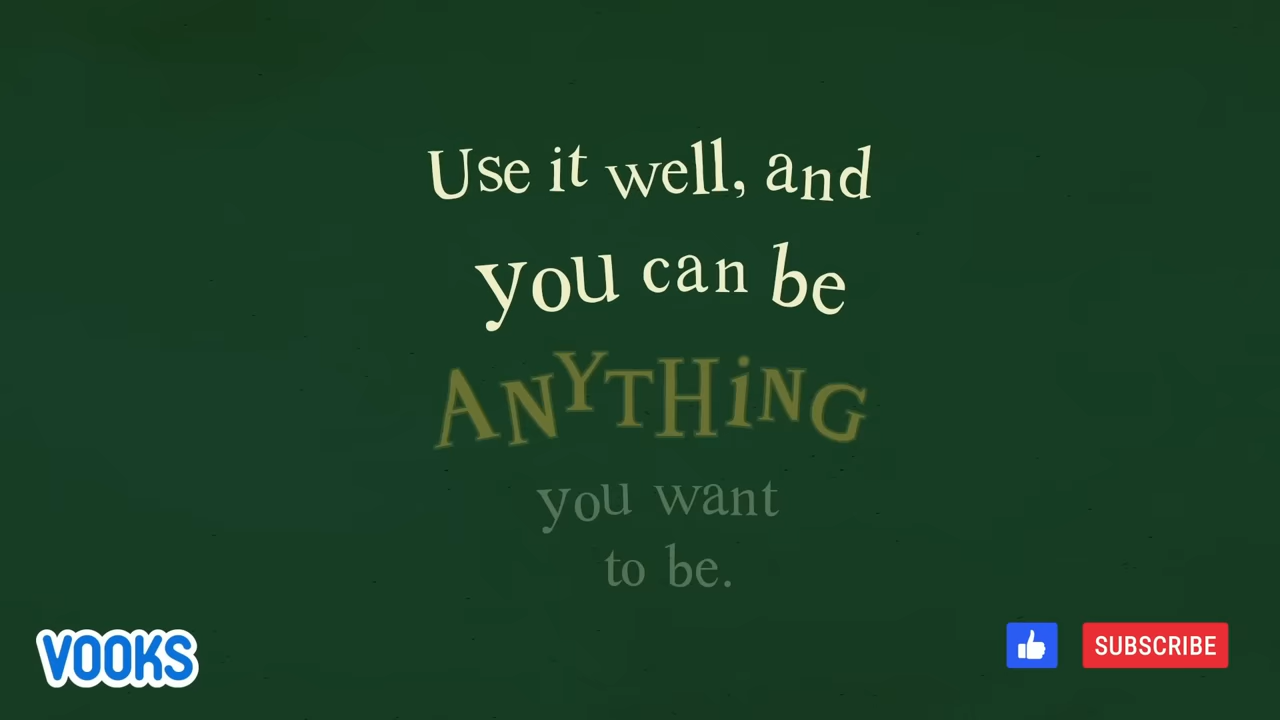 Use it well, and
you can be
ANYTHiNG
you want
to be.
VOOKS
SUBSCRIBE